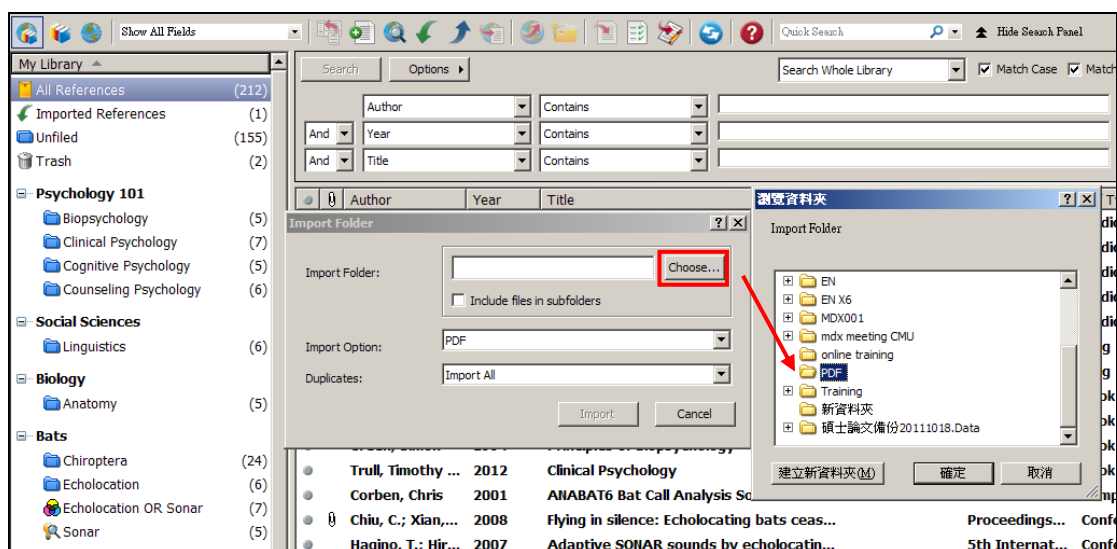 Show All Fields
Quick Search
Hide Search Panel
My Library
All References (212)
Imported References (1)
Unfiled (155)
Trash (2)
Psychology 101
Biopsychology (5)
Clinical Psychology (7)
Cognitive Psychology (5)
Counseling Psychology (6)
Social Sciences
Linguistics (6)
Biology
Anatomy (5)
Bats
Chiroptera (24)
Echolocation (6)
Echolocation OR Sonar (7)
Sonar (5)
Search Options Search Whole Library Match Case Match
Author Contains
And Year Contains
And Title Contains
Author Year Title
Import Folder
Import Folder:
Choose...
Include files in subfolders
Import Option: PDF
Duplicates: Import All
Import Cancel
瀏覽資料夾
Import Folder
EN
EN X6
MDX001
mdx meeting CMU
online training
PDF
Training
新資料夾
碩士論文備份20111018.Data
建立新資料夾(M) 確定 取消
Trull, Timothy ... 2012 Clinical Psychology
Corben, Chris 2001 ANABAT6 Bat Call Analysis So
Chiu, C.; Xian,... 2008 Flying in silence: Echolocating bats ceas... Proceedings... Confe
Hagino, T.; Hir... 2007 Adaptive SONAR sounds by echolocatin... 5th Internat... Confe